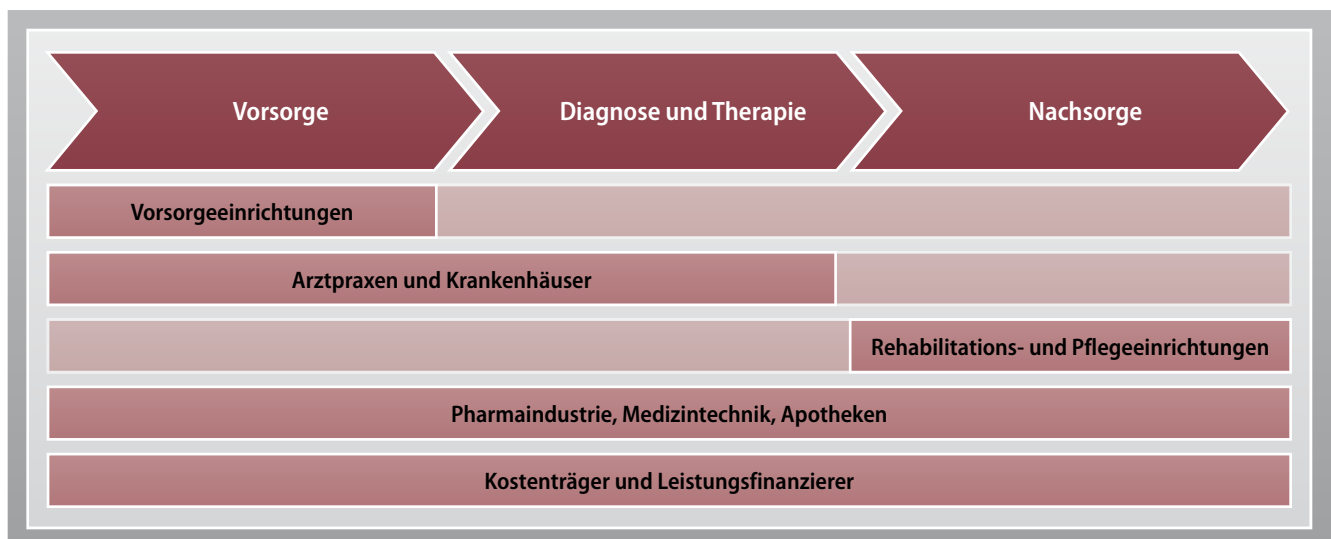 Vorsorge
Diagnose und Therapie
Nachsorge
Vorsorgeeinrichtungen
Arztpraxen und Krankenhäuser
Rehabilitations- und Pflegeeinrichtungen
Pharmaindustrie, Medizintechnik, Apotheken
Kostenträger und Leistungsfinanzierer